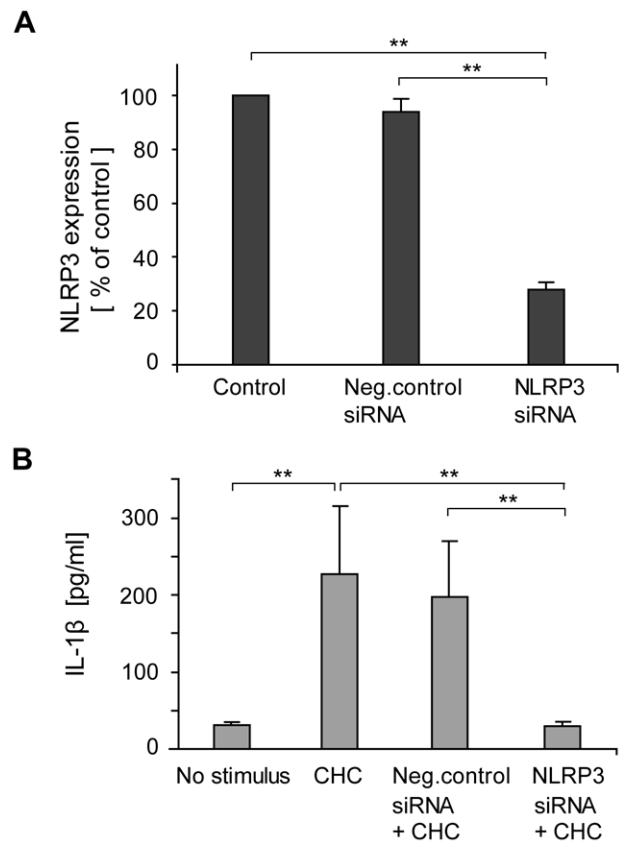 A
**
**
NLRP3 expression
[ % of control ]
100
80
60
40
20
0
Control
Neg.control
siRNA
NLRP3
siRNA
B
**
**
**
IL-1β [pg/ml]
300
200
100
0
No stimulus
CHC
Neg.control
siRNA
+ CHC
NLRP3
siRNA
+ CHC